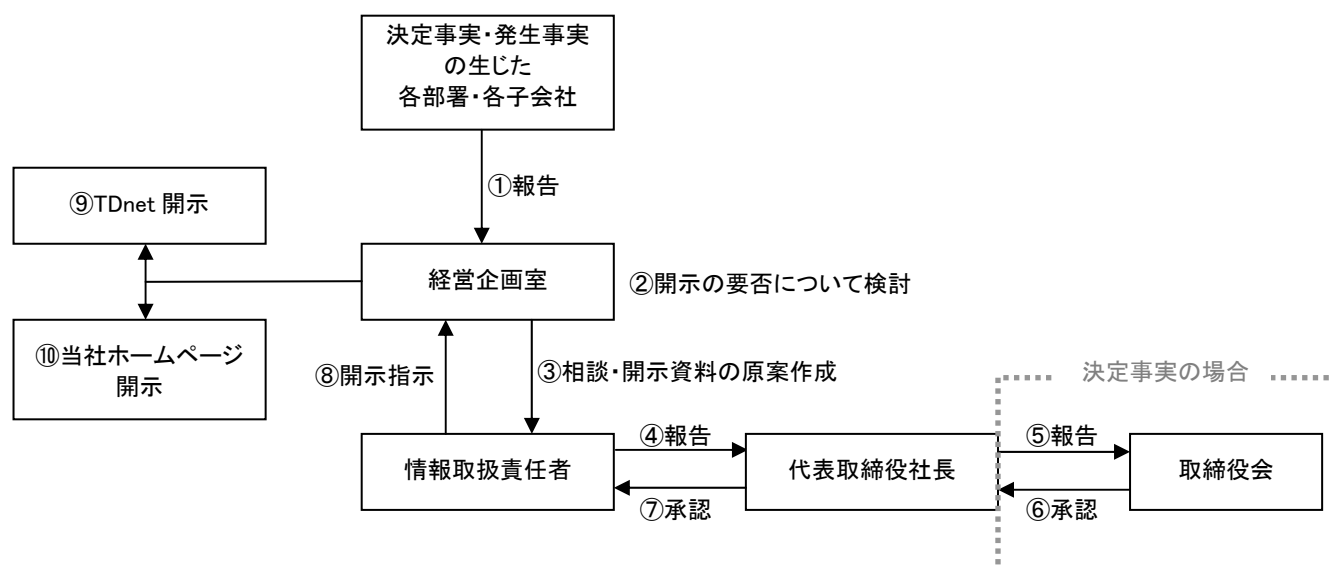 決定事実・発生事実
の生じた
各部署・各子会社
①報告
⑨TDnet 開示
経営企画室
②開示の要否について検討
⑩当社ホームページ
開示
⑧開示指示
③相談・開示資料の原案作成
決定事実の場合
④報告
⑤報告
情報取扱責任者
代表取締役社長
取締役会
⑦承認
⑥承認